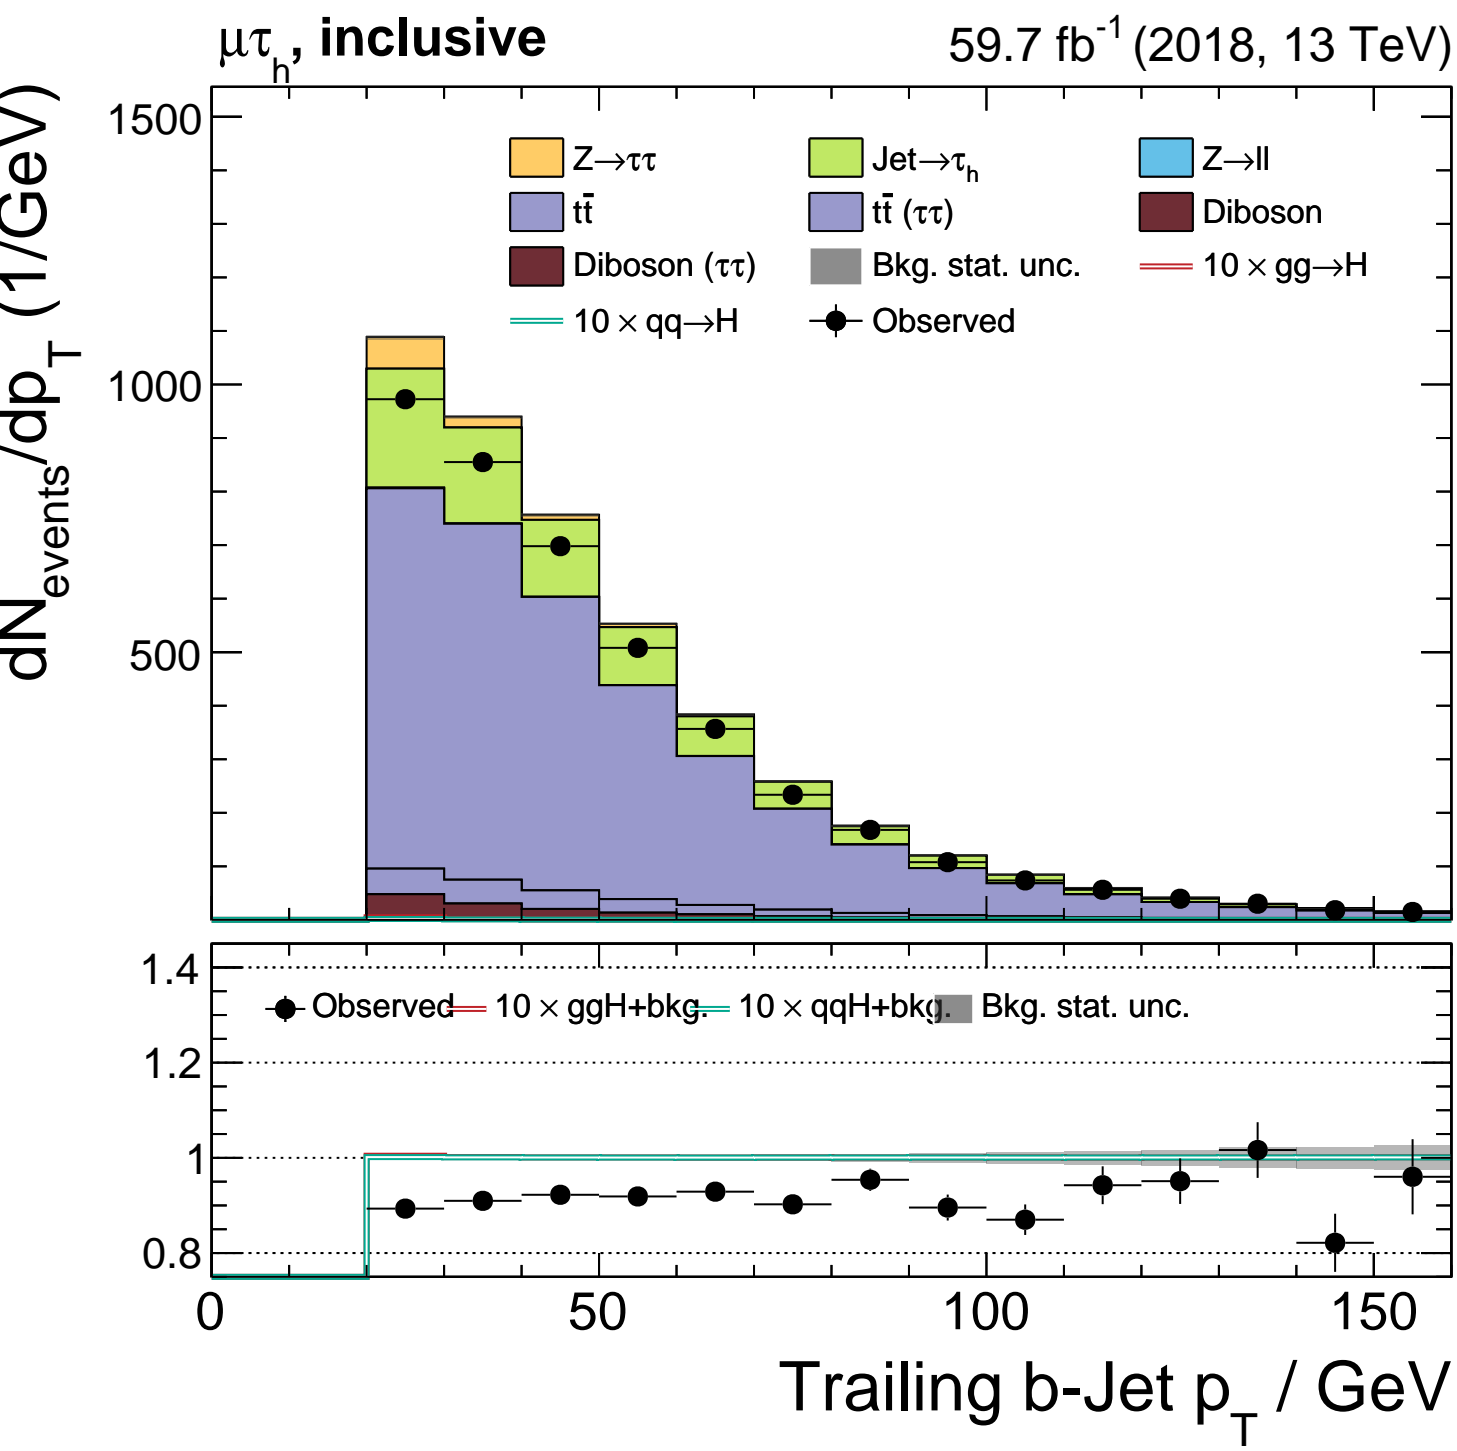 μτh, inclusive 59.7 fb-1 (2018, 13 TeV)
dNevents/dpT (1/GeV)
1500
1000
500
Z→ττ Jet→τh Z→ll
tt̄ tt̄ (ττ) Diboson
Diboson (ττ) Bkg. stat. unc. 10 × gg→H
10 × qq→H Observed
1.4
1.2
1
0.8
Observed 10 × ggH+bkg. 10 × qqH+bkg. Bkg. stat. unc.
0 50 100 150
Trailing b-Jet pT / GeV